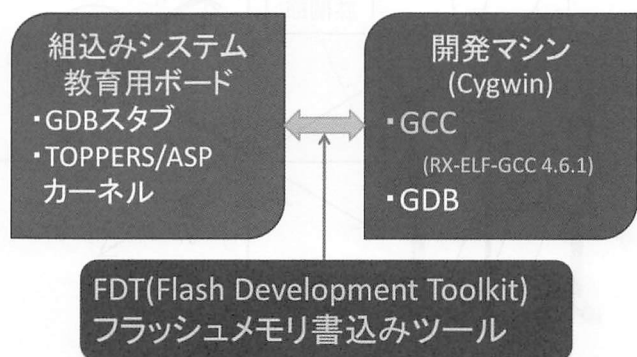 組込みシステム
教育用ボード
・GDBスタブ
・TOPPERS/ASP
カーネル
開発マシン
(Cygwin)
・GCC
(RX-ELF-GCC 4.6.1)
・GDB
FDT(Flash Development Toolkit)
フラッシュメモリ書込みツール